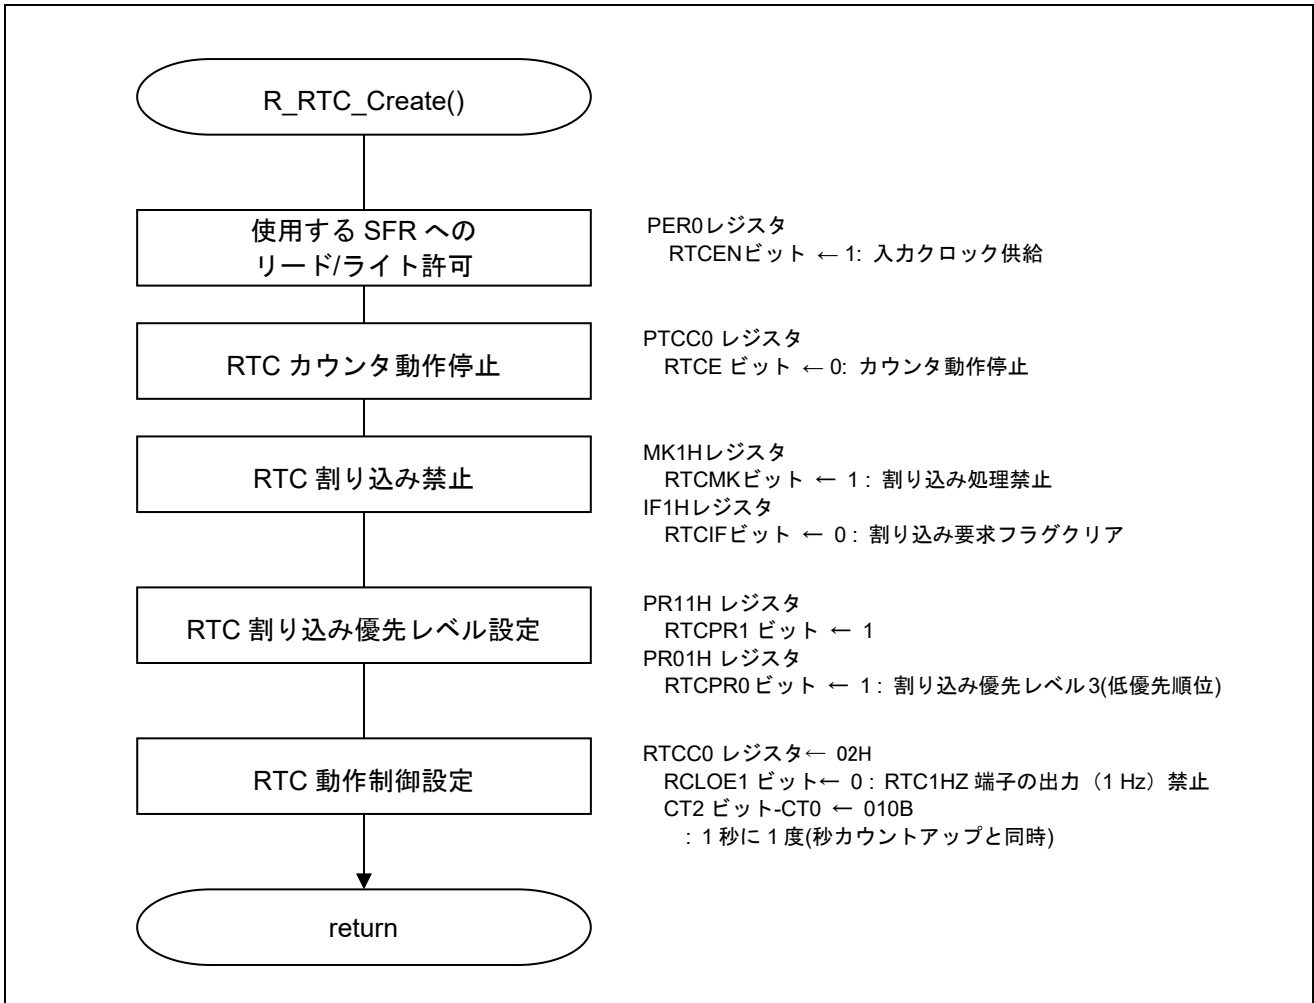 R_RTC_Create()
使用する SFR への
リード/ライト許可
PER0レジスタ
RTCENビット ← 1: 入力クロック供給
RTC カウンタ動作停止
PTCC0 レジスタ
RTCE ビット ← 0: カウンタ動作停止
RTC 割り込み禁止
MK1Hレジスタ
RTCMKビット ← 1 : 割り込み処理禁止
IF1Hレジスタ
RTCIFビット ← 0 : 割り込み要求フラグクリア
RTC 割り込み優先レベル設定
PR11H レジスタ
RTCPR1 ビット ← 1
PR01H レジスタ
RTCPR0 ビット ← 1 : 割り込み優先レベル 3(低優先順位)
RTC 動作制御設定
RTCC0 レジスタ← 02H
RCLOE1 ビット← 0 : RTC1HZ 端子の出力（1 Hz）禁止
CT2 ビット-CT0 ← 010B
: 1 秒に 1 度(秒カウントアップと同時)
return